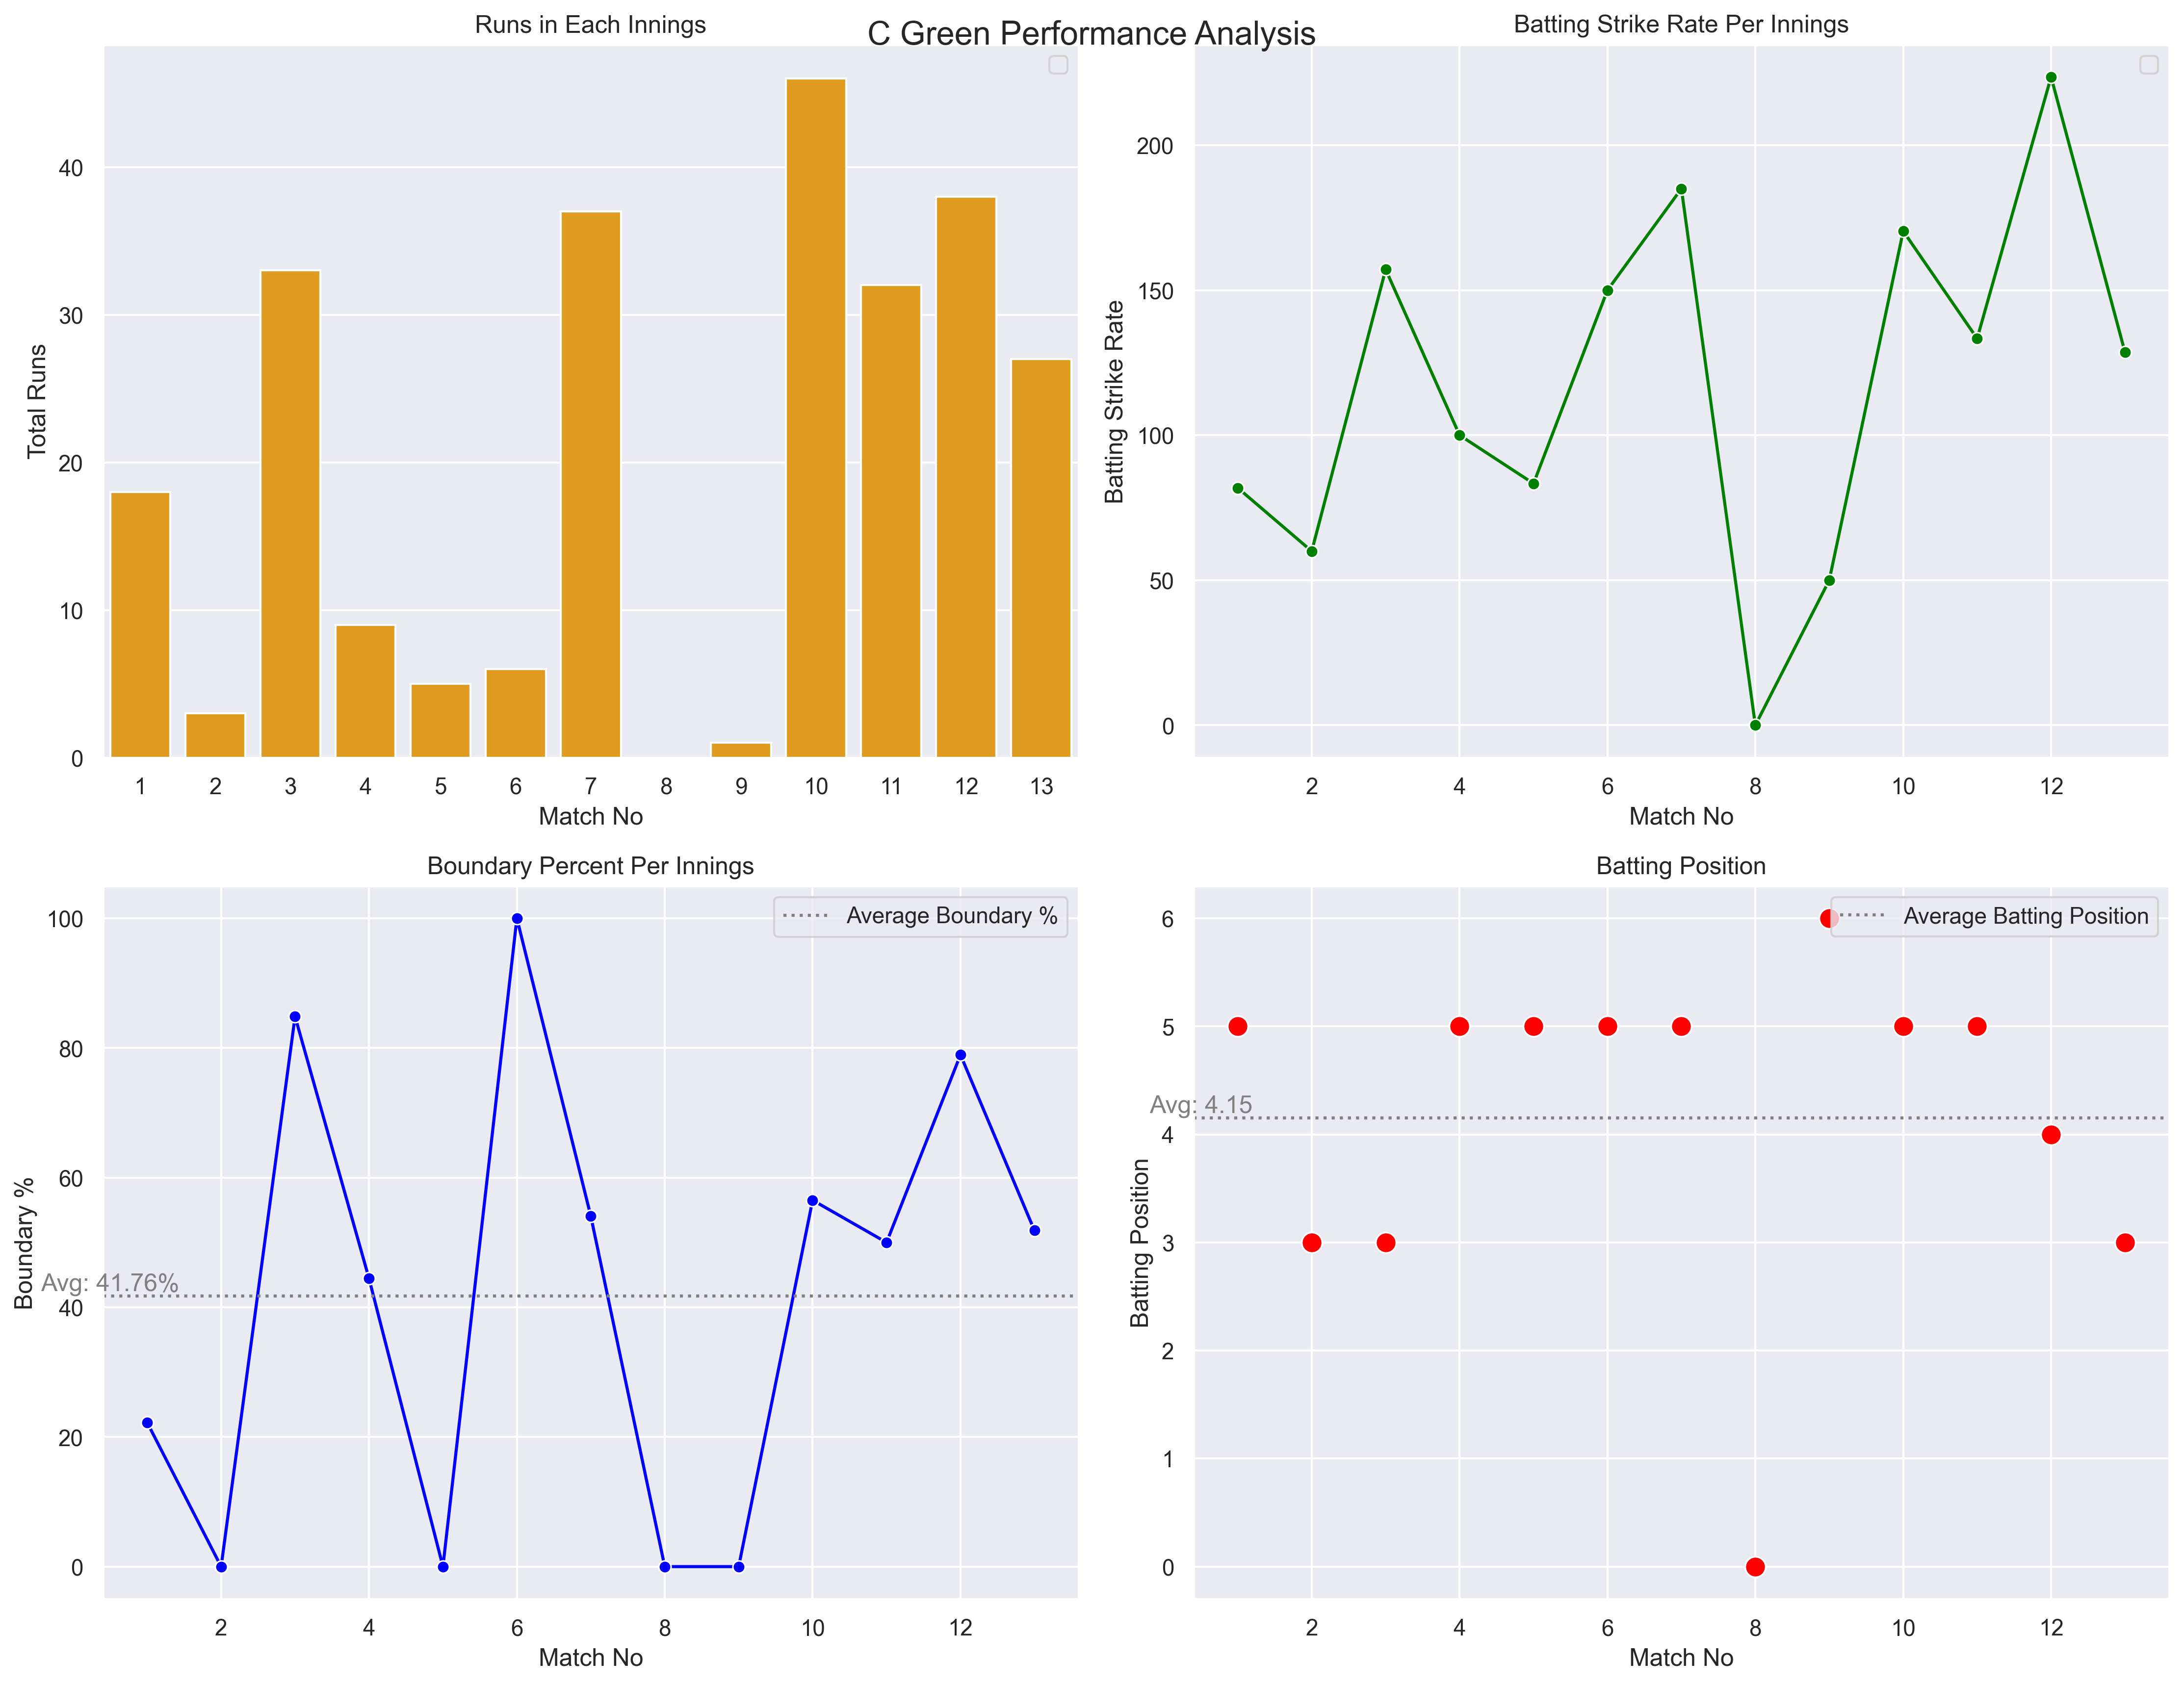 C Green Performance Analysis
Runs in Each Innings
Total Runs
40
30
20
10
0
1 2 3 4 5 6 7 8 9 10 11 12 13
Match No
Batting Strike Rate Per Innings
Batting Strike Rate
200
150
100
50
0
2 4 6 8 10 12
Match No
Boundary Percent Per Innings
Average Boundary %
Boundary %
100
80
60
Avg: 41.76%
40
20
0
2 4 6 8 10 12
Match No
Batting Position
Average Batting Position
Batting Position
6
5
Avg: 4.15
4
3
2
1
0
2 4 6 8 10 12
Match No